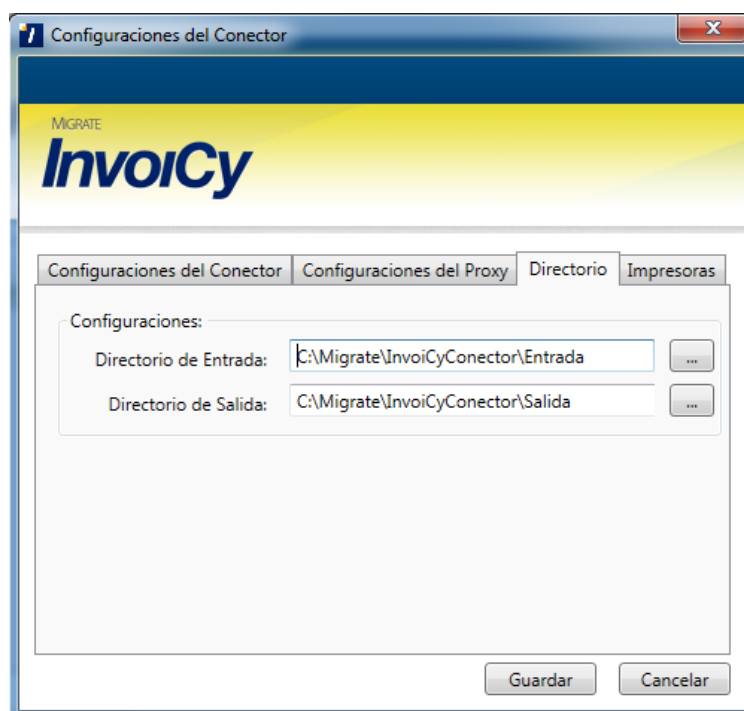 Configuraciones del Conector
MIGRATE
InvoiCy
Configuraciones del Conector Configuraciones del Proxy Directorio Impresoras
Configuraciones:
Directorio de Entrada: C:\Migrate\InvoiCyConector\Entrada ...
Directorio de Salida: C:\Migrate\InvoiCyConector\Salida ...
Guardar Cancelar